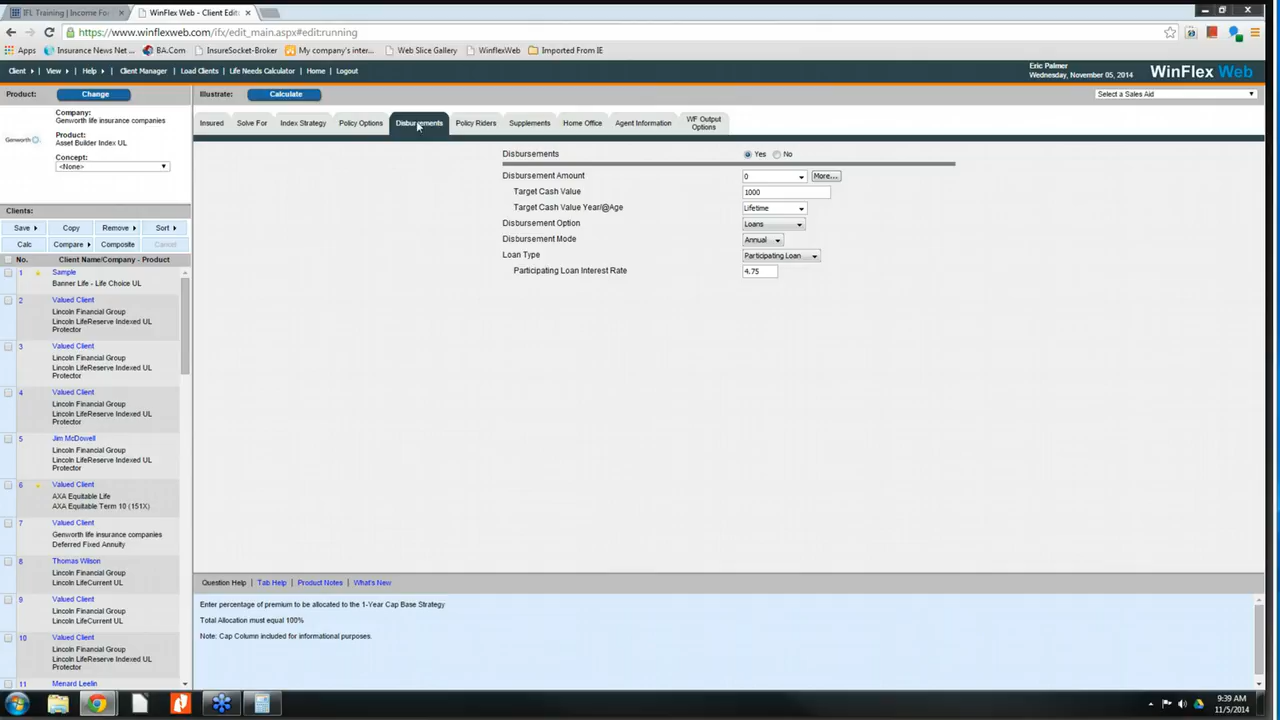 IFL Training | Income For
WinFlex Web - Client Edit
https://www.winflexweb.com/ifx/edit_main.aspx#edit:running
Apps
Insurance News Net ...
BA.Com
InsureSocket-Broker
My company's inter...
Web Slice Gallery
WinflexWeb
Imported From IE
Client
View
Help
Client Manager
Load Clients
Life Needs Calculator
Home
Logout
Eric Palmer
Wednesday, November 05, 2014
WinFlex Web
Product:
Change
Illustrate:
Calculate
Select a Sales Aid
Company:
Genworth life insurance companies
Genworth
Product:
Asset Builder Index UL
Concept:
<None>
Insured
Solve For
Index Strategy
Policy Options
Disbursements
Policy Riders
Supplements
Home Office
Agent Information
WF Output
Options
Disbursements
Yes
No
Disbursement Amount
0
More...
Target Cash Value
1000
Target Cash Value Year/@Age
Lifetime
Disbursement Option
Loans
Disbursement Mode
Annual
Loan Type
Participating Loan
Participating Loan Interest Rate
4.75
Clients:
Save
Copy
Remove
Sort
Calc
Compare
Composite
Cancel
No.
Client Name/Company - Product
1
Sample
Banner Life - Life Choice UL
2
Valued Client
Lincoln Financial Group
Lincoln LifeReserve Indexed UL
Protector
3
Valued Client
Lincoln Financial Group
Lincoln LifeReserve Indexed UL
Protector
4
Valued Client
Lincoln Financial Group
Lincoln LifeReserve Indexed UL
Protector
5
Jim McDowell
Lincoln Financial Group
Lincoln LifeReserve Indexed UL
Protector
6
Valued Client
AXA Equitable Life
AXA Equitable Term 10 (151X)
7
Valued Client
Genworth life insurance companies
Deferred Fixed Annuity
8
Thomas Wilson
Lincoln Financial Group
Lincoln LifeCurrent UL
9
Valued Client
Lincoln Financial Group
Lincoln LifeCurrent UL
10
Valued Client
Lincoln Financial Group
Lincoln LifeReserve Indexed UL
Protector
11
Menard Leelin
Question Help | Tab Help | Product Notes | What's New
Enter percentage of premium to be allocated to the 1-Year Cap Base Strategy
Total Allocation must equal 100%
Note: Cap Column included for informational purposes.
9:39 AM
11/5/2014